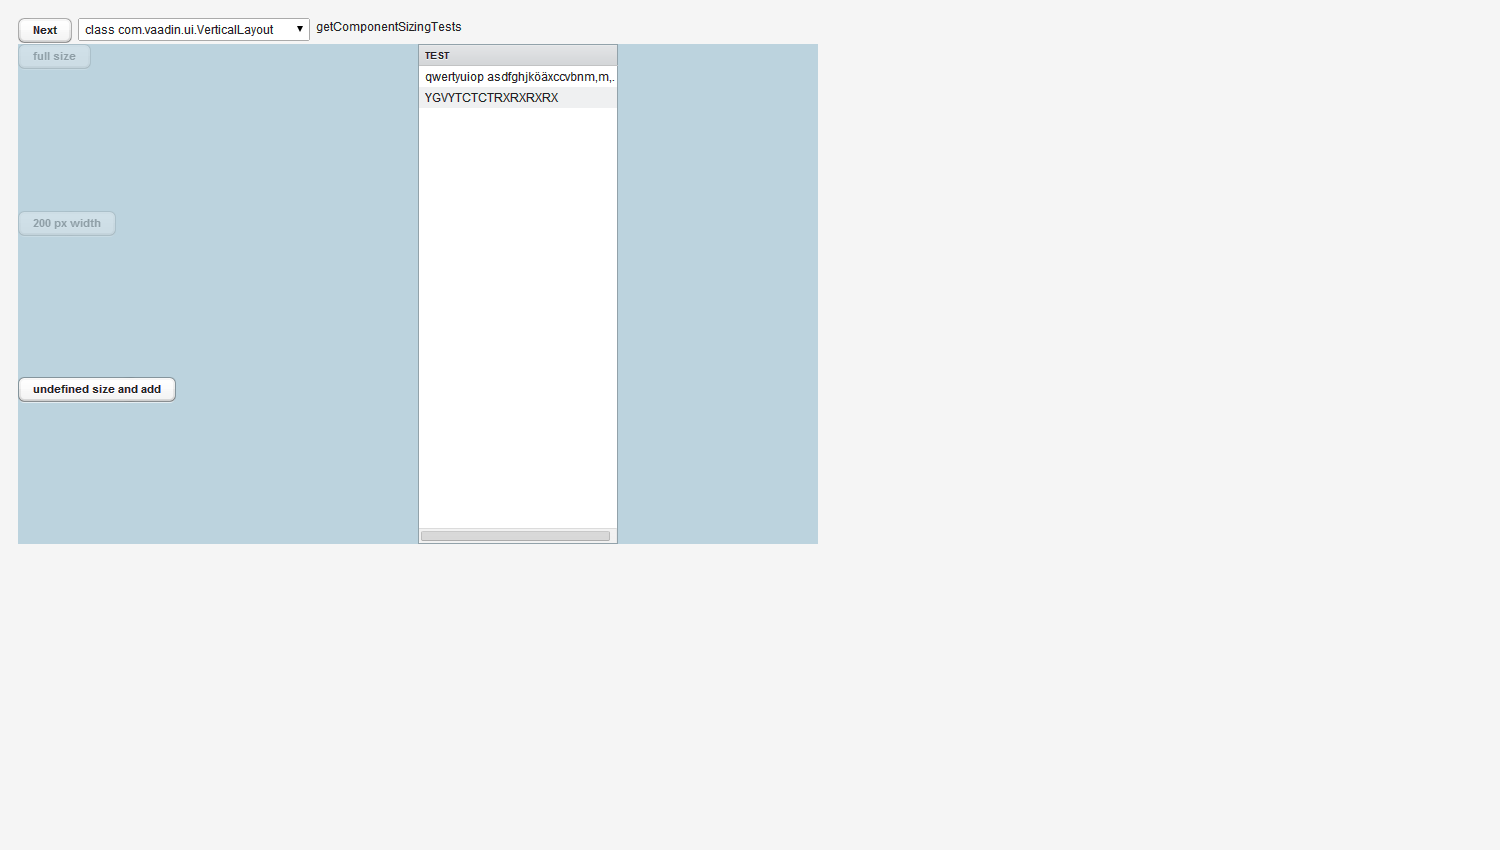 Next
class com.vaadin.ui.VerticalLayout
getComponentSizingTests
full size
TEST
qwertyuiop asdfghjköäxccvbnm,m,.
YGVYTCTCTRXRXRXRX
200 px width
undefined size and add